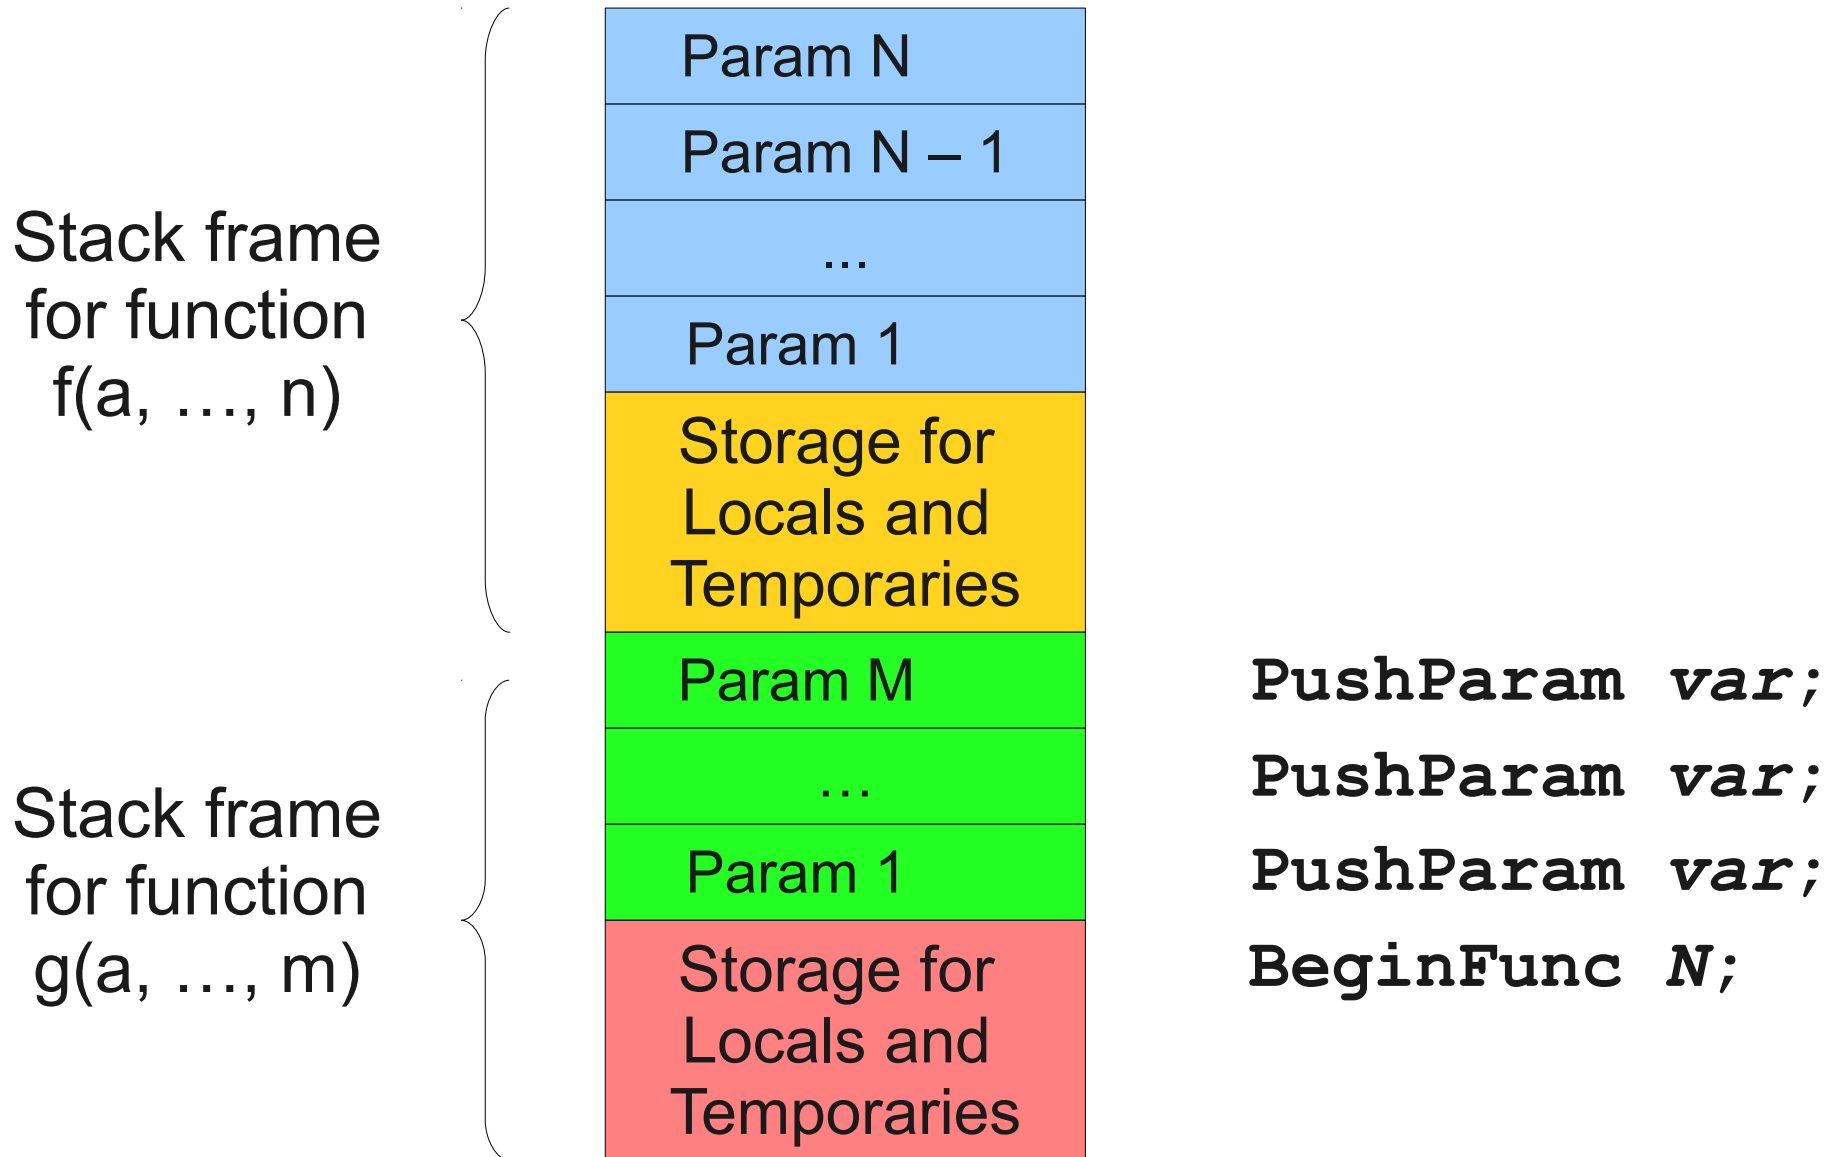 Param N
Param N – 1
...
Param 1
Stack frame
for function
f(a, …, n)
Storage for
Locals and
Temporaries
Param M
…
Param 1
Stack frame
for function
g(a, …, m)
Storage for
Locals and
Temporaries
PushParam var;
PushParam var;
PushParam var;
BeginFunc N;